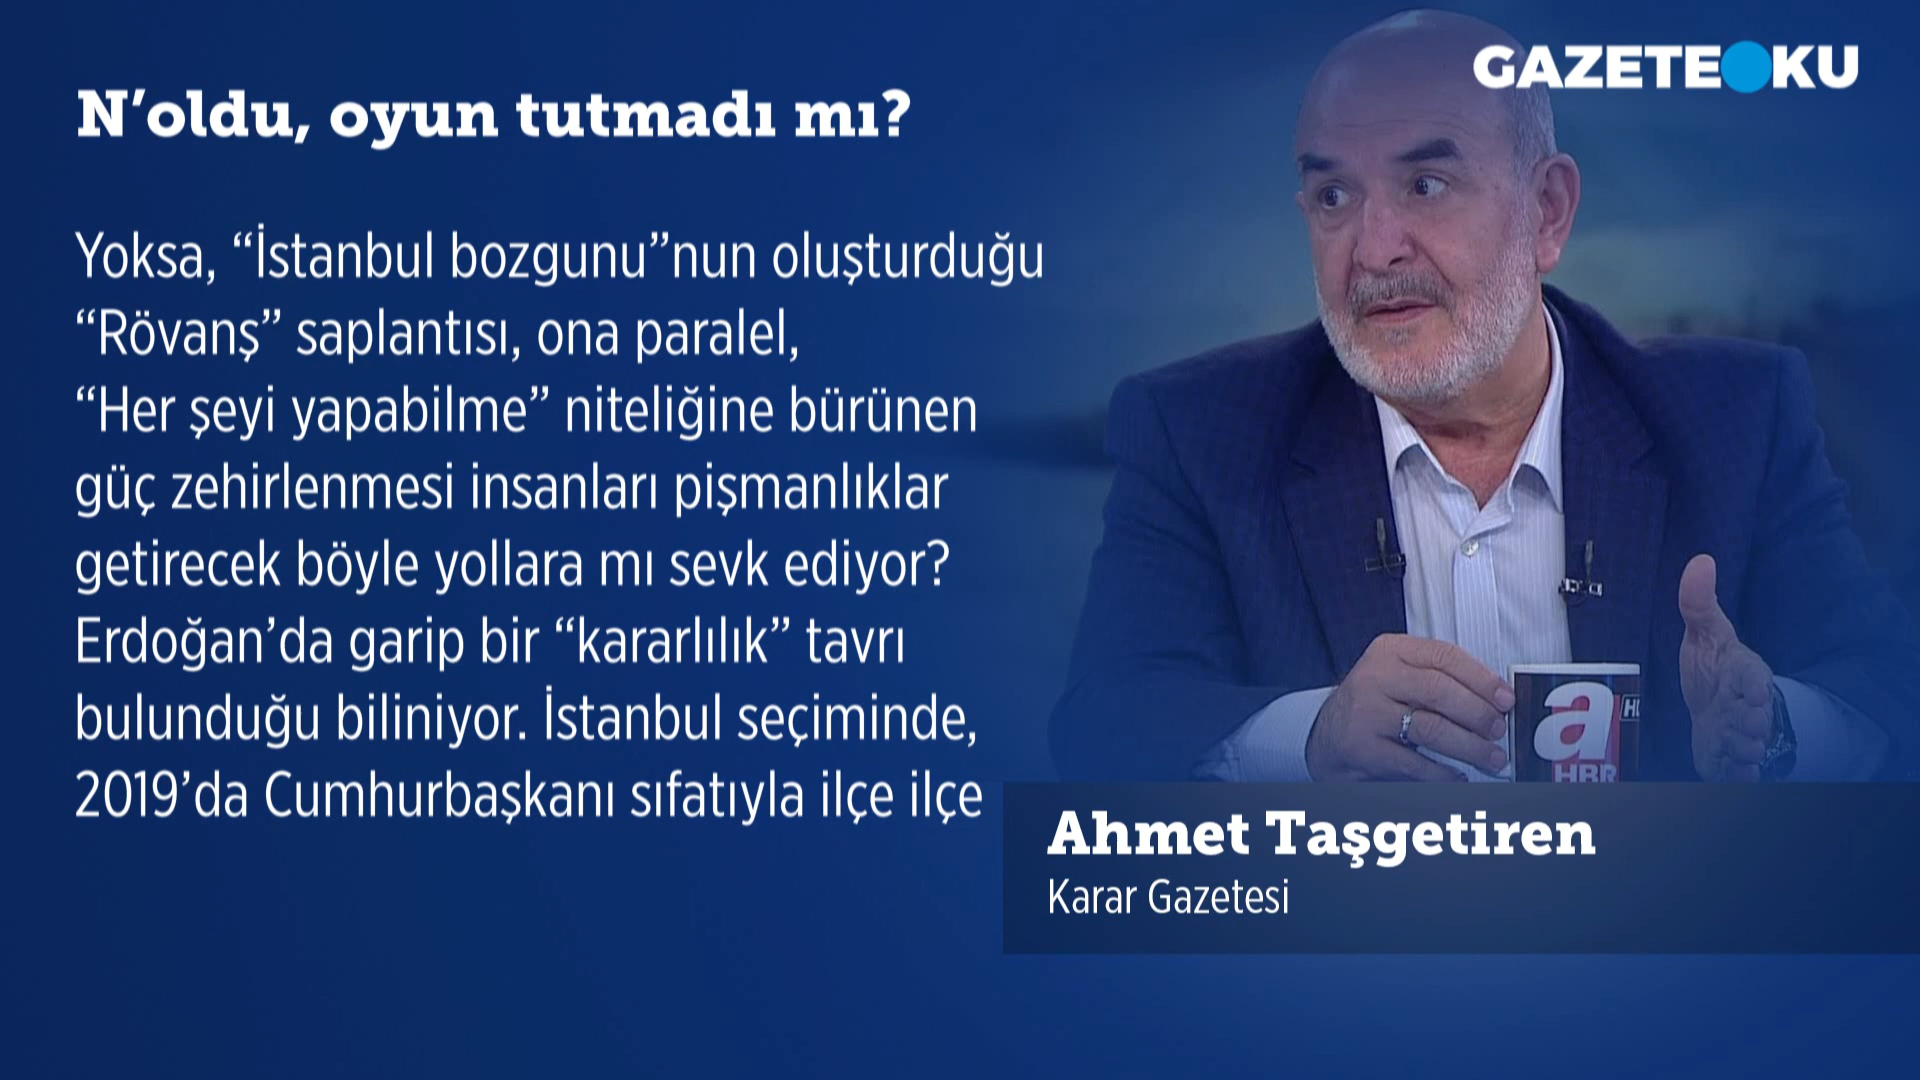 GAZETE OKU
N’oldu, oyun tutmadı mı?
Yoksa, “İstanbul bozgunu”nun oluşturduğu
“Rövanş” saplantısı, ona paralel,
“Her şeyi yapabilme” niteliğine bürünen
güç zehirlenmesi insanları pişmanlıklar
getirecek böyle yollara mı sevk ediyor?
Erdoğan’da garip bir “kararlılık” tavrı
bulunduğu biliniyor. İstanbul seçiminde,
2019’da Cumhurbaşkanı sıfatıyla ilçe ilçe
a
HBR
Ahmet Taşgetiren
Karar Gazetesi